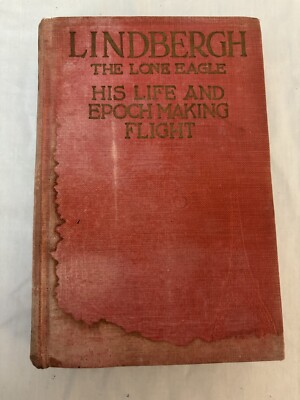 LINDBERGH
THE LONE EAGLE
HIS LIFE AND
EPOCH MAKING
FLIGHT